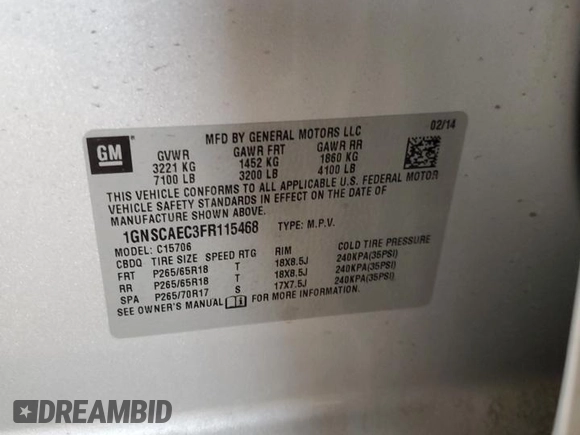 MFD BY GENERAL MOTORS LLC 02/14
GM
GVWR GAWR FRT GAWR RR
3221 KG 1452 KG 1860 KG
7100 LB 3200 LB 4100 LB
THIS VEHICLE CONFORMS TO ALL APPLICABLE U.S. FEDERAL MOTOR
VEHICLE SAFETY STANDARDS IN EFFECT ON THE DATE OF
MANUFACTURE SHOWN ABOVE.
1GNSCAEC3FR115468 TYPE: M.P.V.
MODEL: C15706
CBDQ TIRE SIZE SPEED RTG RIM COLD TIRE PRESSURE
FRT P265/65R18 T 18X8.5J 240KPA(35PSI)
RR P265/65R18 T 18X8.5J 240KPA(35PSI)
SPA P265/70R17 S 17X7.5J 240KPA(35PSI)
SEE OWNER'S MANUAL FOR MORE INFORMATION.
DREAMBID